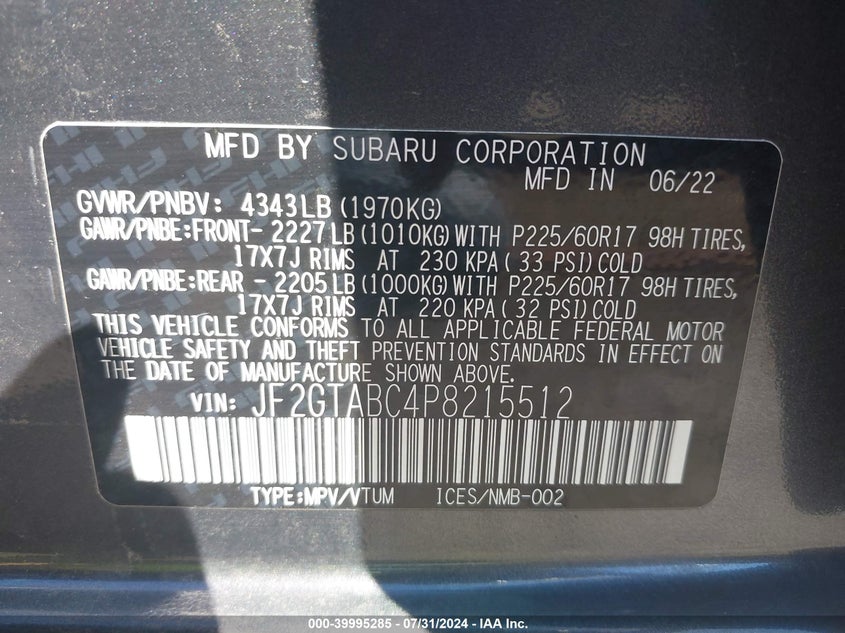 MFD BY SUBARU CORPORATION
MFD IN 06/22
GVWR/PNBV: 4343LB (1970KG)
GAWR/PNBE:FRONT- 2227LB (1010KG) WITH P225/60R17 98H TIRES,
17X7J RIMS AT 230 KPA( 33 PSI) COLD
GAWR/PNBE:REAR - 2205LB (1000KG) WITH P225/60R17 98H TIRES,
17X7J RIMS AT 220 KPA( 32 PSI) COLD
THIS VEHICLE CONFORMS TO ALL APPLICABLE FEDERAL MOTOR
VEHICLE SAFETY AND THEFT PREVENTION STANDARDS IN EFFECT ON
THE DATE OF MANUFACTURE SHOWN ABOVE.
VIN: JF2GTABC4P8215512
TYPE:MPV/VTUM ICES/NMB-002
000-39995285 - 07/31/2024 - IAA Inc.